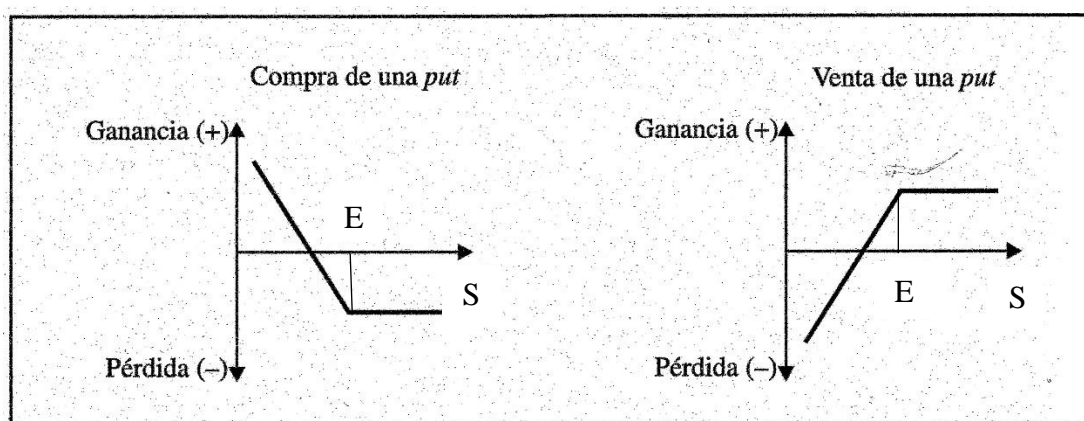 Compra de una put
Ganancia (+)
E
S
Pérdida (–)
Venta de una put
Ganancia (+)
E
S
Pérdida (–)